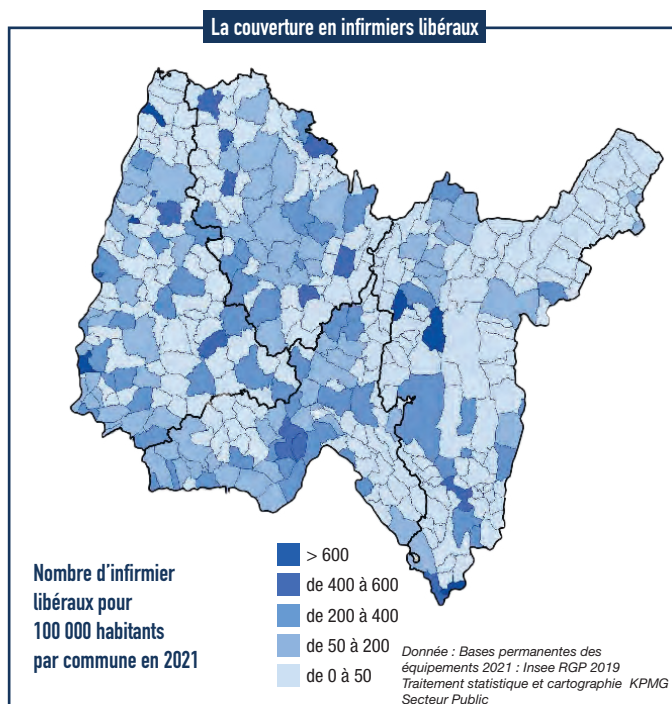 La couverture en infirmiers libéraux
Nombre d'infirmier
libéraux pour
100 000 habitants
par commune en 2021
> 600
de 400 à 600
de 200 à 400
de 50 à 200
de 0 à 50
Donnée : Bases permanentes des
équipements 2021 : Insee RGP 2019
Traitement statistique et cartographie KPMG
Secteur Public